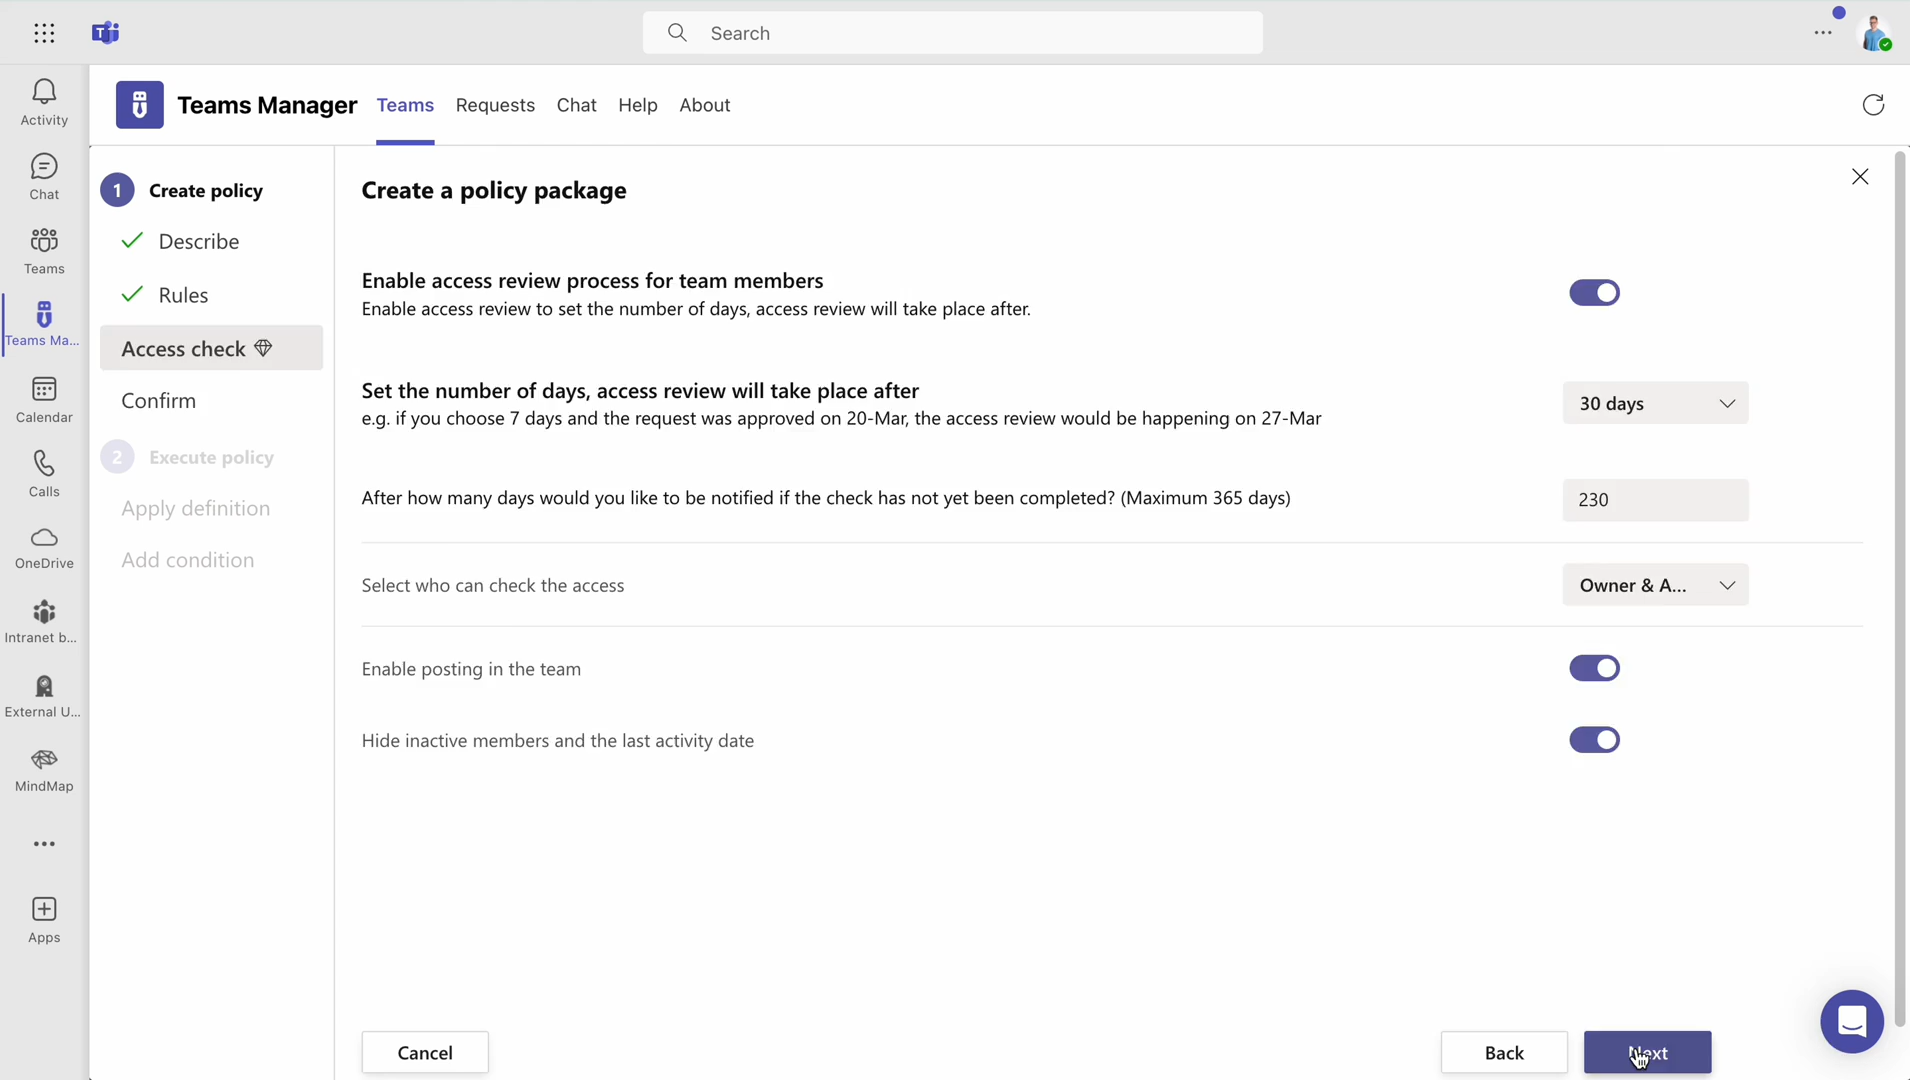 Search
Teams Manager Teams Requests Chat Help About
Activity
Chat
Teams
Teams Ma...
Calendar
Calls
OneDrive
Intranet b...
External U...
MindMap
Apps
1 Create policy
Describe
Rules
Access check
Confirm
2 Execute policy
Apply definition
Add condition
Create a policy package
Enable access review process for team members
Enable access review to set the number of days, access review will take place after.
Set the number of days, access review will take place after
e.g. if you choose 7 days and the request was approved on 20-Mar, the access review would be happening on 27-Mar
30 days
After how many days would you like to be notified if the check has not yet been completed? (Maximum 365 days)
230
Select who can check the access
Owner & A...
Enable posting in the team
Hide inactive members and the last activity date
Cancel
Back
Next